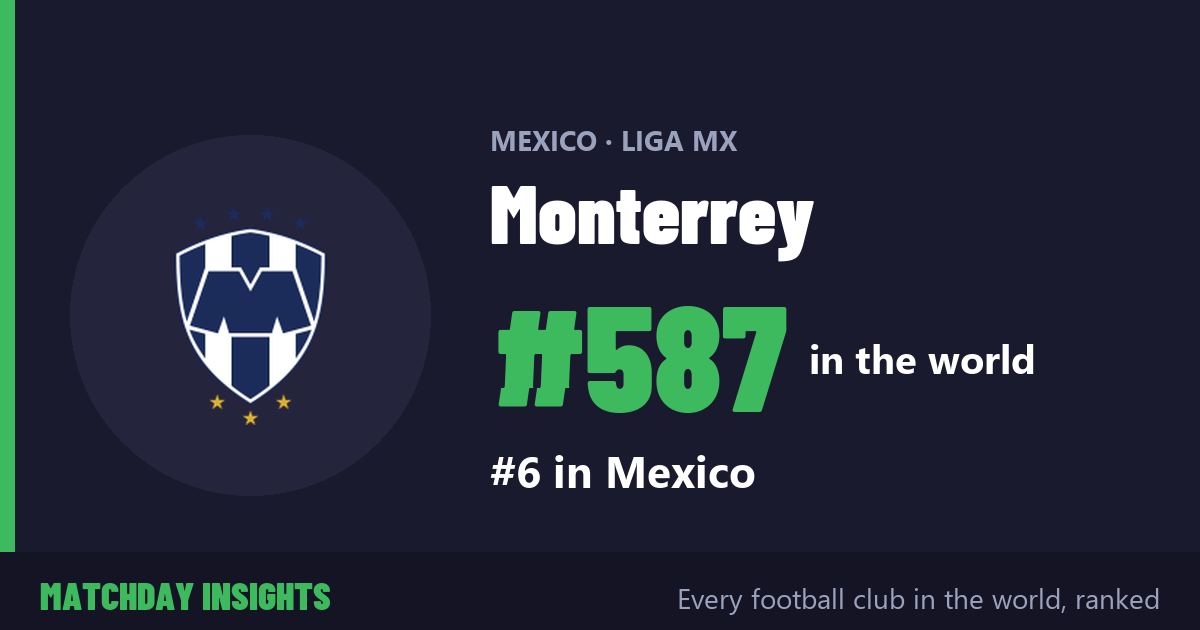 MEXICO · LIGA MX
Monterrey
#587 in the world
#6 in Mexico
MATCHDAY INSIGHTS
Every football club in the world, ranked